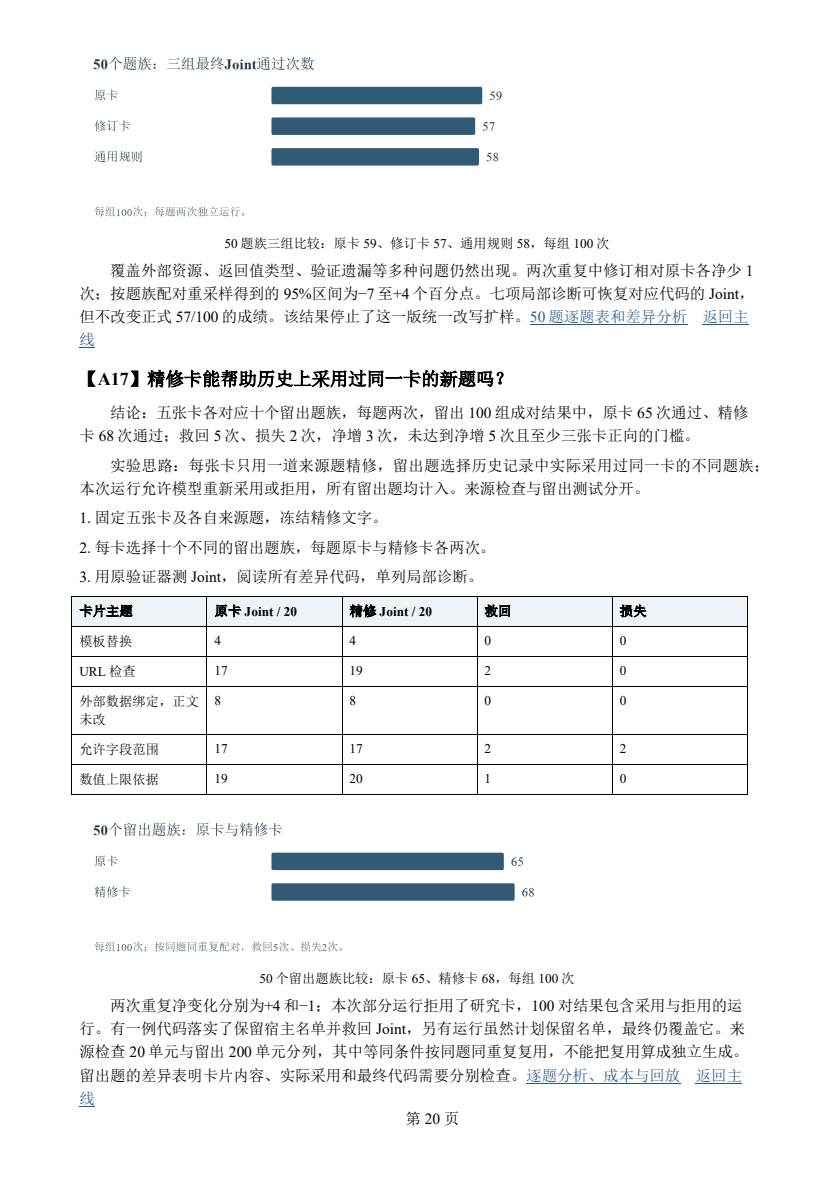 50个题族：三组最终Joint通过次数
原卡 59
修订卡 57
通用规则 58
每组100次；每题两次独立运行。
50 题族三组比较：原卡 59、修订卡 57、通用规则 58，每组 100 次
覆盖外部资源、返回值类型、验证遗漏等多种问题仍然出现。两次重复中修订相对原卡各净少 1
次；按题族配对重采样得到的 95%区间为−7 至+4 个百分点。七项局部诊断可恢复对应代码的 Joint，
但不改变正式 57/100 的成绩。该结果停止了这一版统一改写扩样。50 题逐题表和差异分析 返回主
线
【A17】精修卡能帮助历史上采用过同一卡的新题吗？
结论：五张卡各对应十个留出题族，每题两次，留出 100 组成对结果中，原卡 65 次通过、精修
卡 68 次通过；救回 5 次、损失 2 次，净增 3 次，未达到净增 5 次且至少三张卡正向的门槛。
实验思路：每张卡只用一道来源题精修，留出题选择历史记录中实际采用过同一卡的不同题族；
本次运行允许模型重新采用或拒用，所有留出题均计入。来源检查与留出测试分开。
1. 固定五张卡及各自来源题，冻结精修文字。
2. 每卡选择十个不同的留出题族，每题原卡与精修卡各两次。
3. 用原验证器测 Joint，阅读所有差异代码，单列局部诊断。
卡片主题 原卡 Joint / 20 精修 Joint / 20 救回 损失
模板替换 4 4 0 0
URL 检查 17 19 2 0
外部数据绑定，正文 8 8 0 0
未改
允许字段范围 17 17 2 2
数值上限依据 19 20 1 0
50个留出题族：原卡与精修卡
原卡 65
精修卡 68
每组100次；按同题同重复配对，救回5次、损失2次。
50 个留出题族比较：原卡 65、精修卡 68，每组 100 次
两次重复净变化分别为+4 和−1；本次部分运行拒用了研究卡，100 对结果包含采用与拒用的运
行。有一例代码落实了保留宿主名单并救回 Joint，另有运行虽然计划保留名单，最终仍覆盖它。来
源检查 20 单元与留出 200 单元分列，其中等同条件按同题同重复复用，不能把复用算成独立生成。
留出题的差异表明卡片内容、实际采用和最终代码需要分别检查。逐题分析、成本与回放 返回主
线
第 20 页